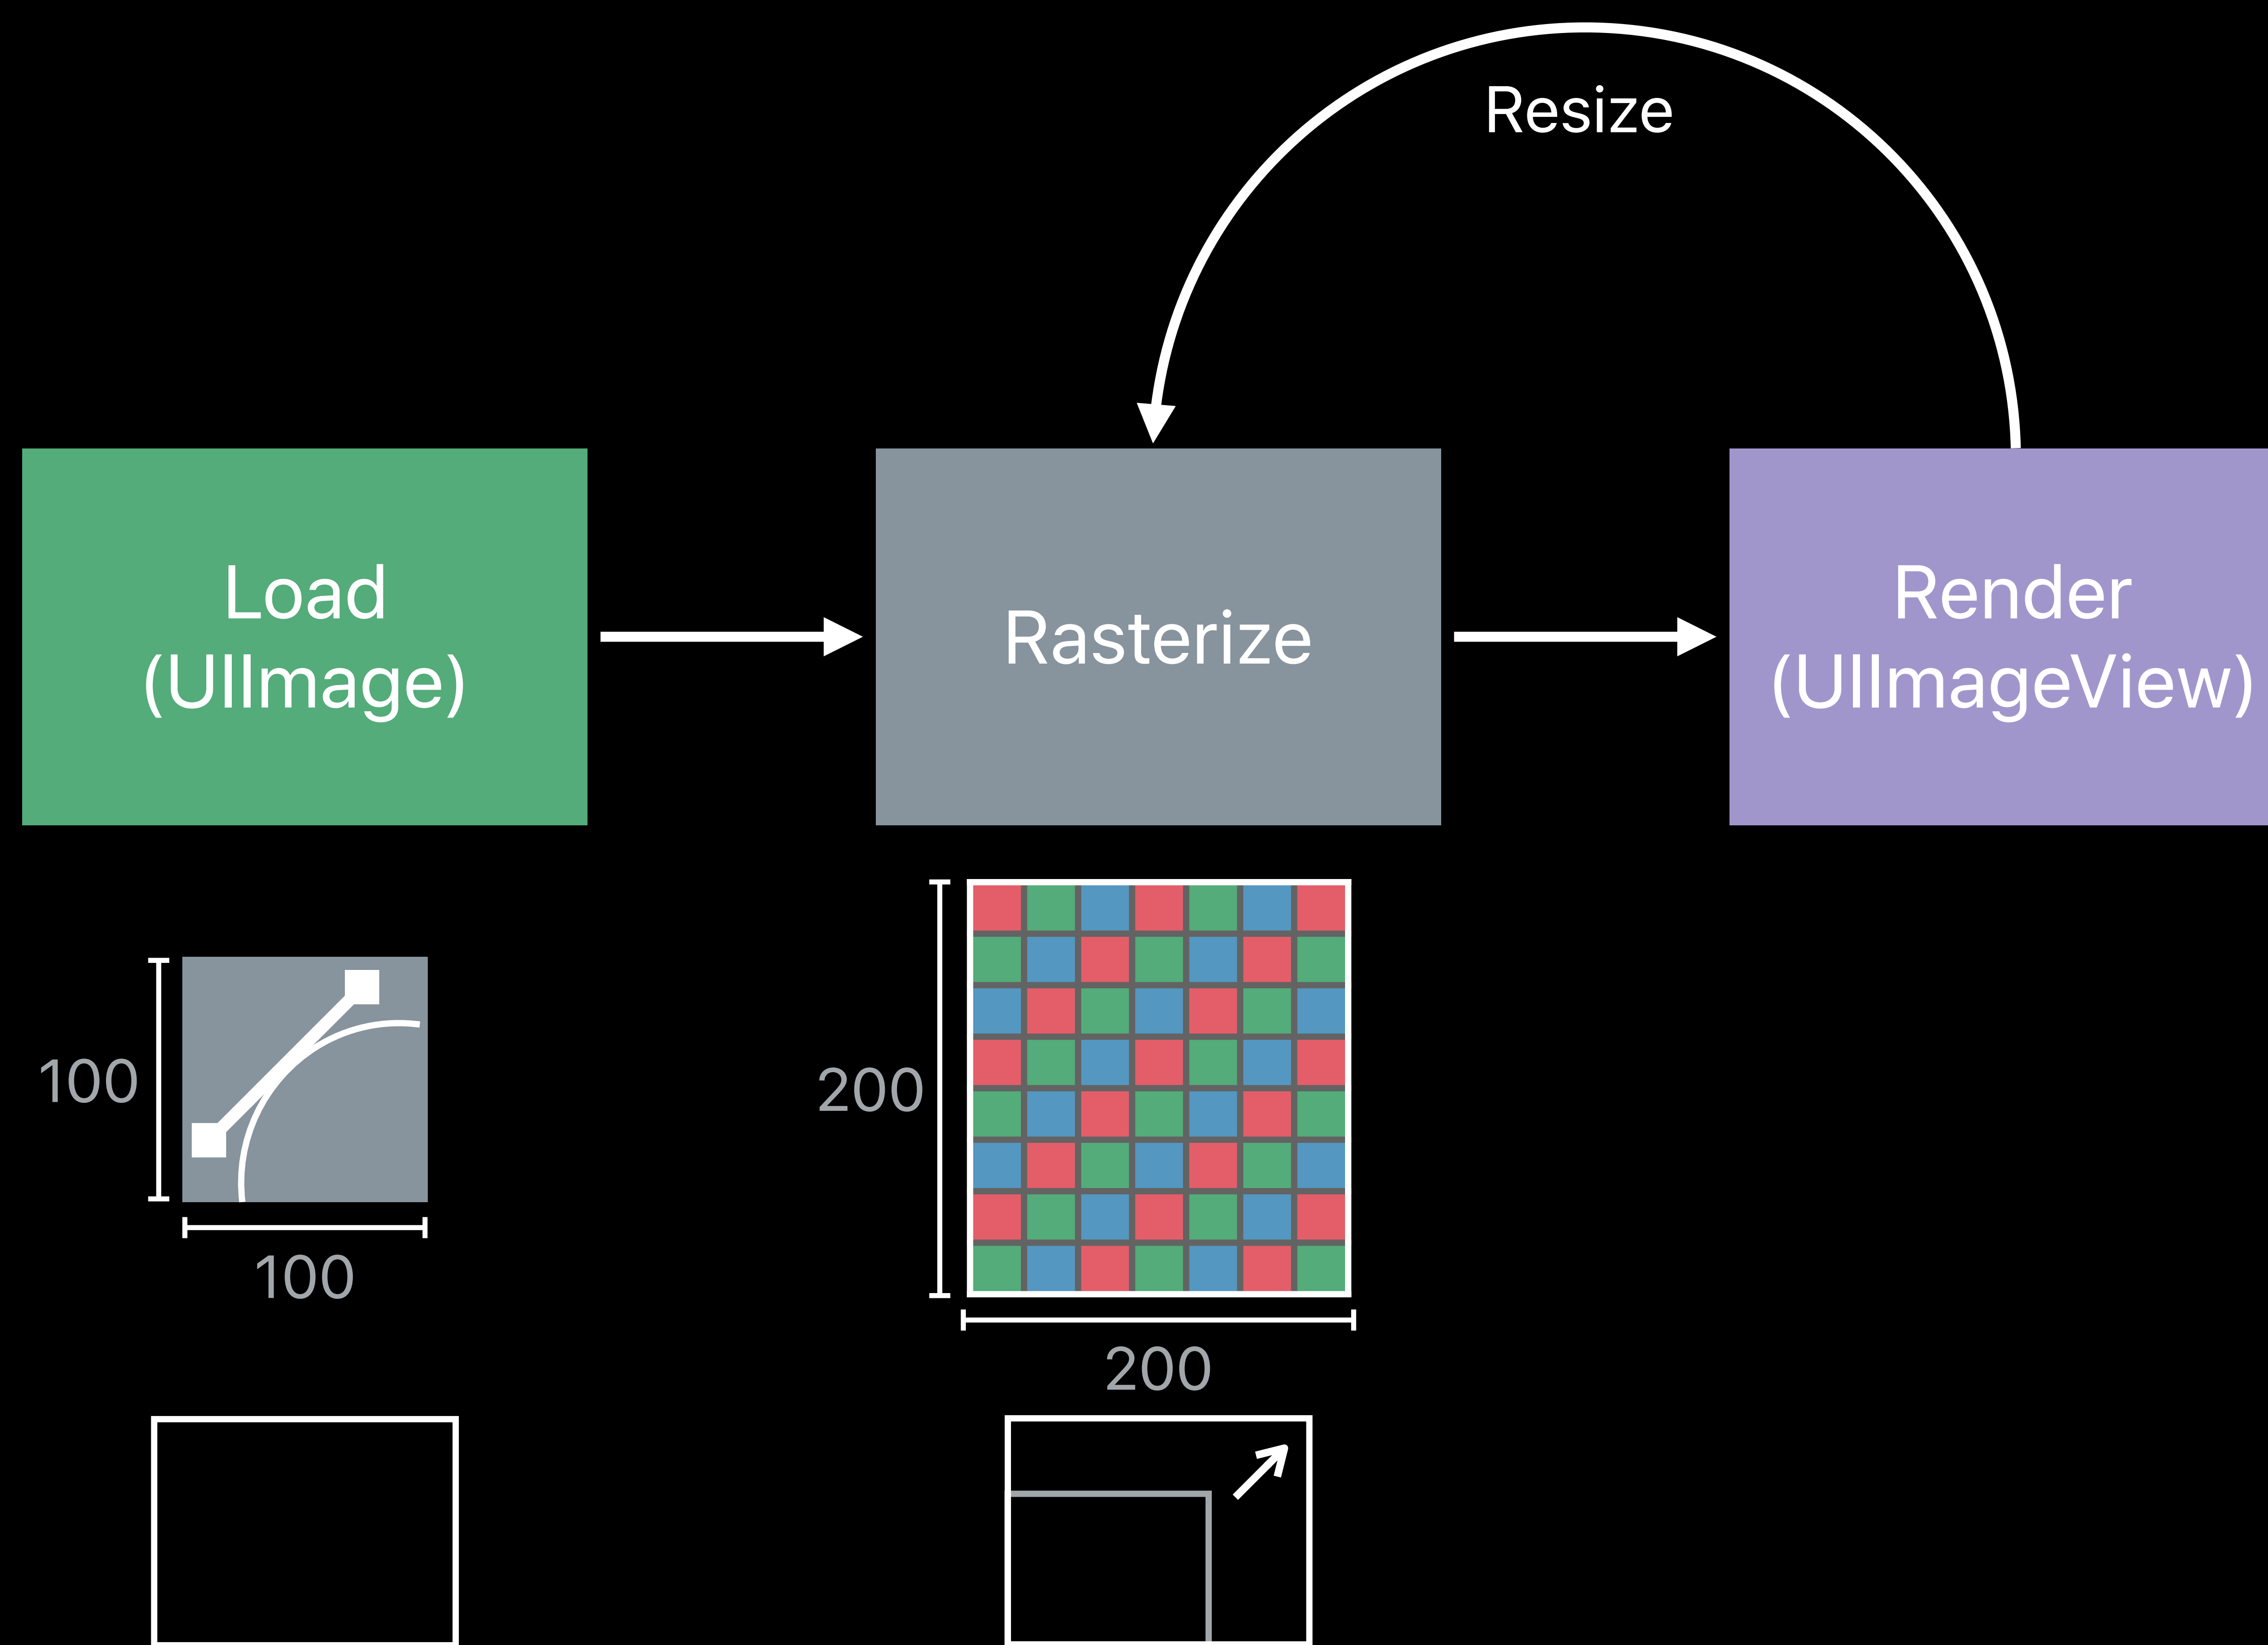 Resize
Load
(UIImage)
Rasterize
Render
(UIImageView)
100
100
200
200